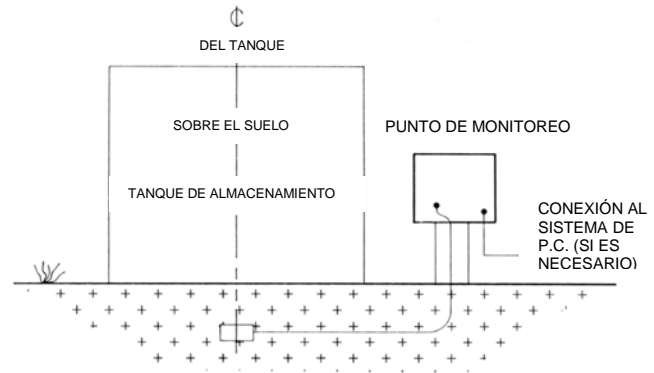 ℄
DEL TANQUE
SOBRE EL SUELO
TANQUE DE ALMACENAMIENTO
PUNTO DE MONITOREO
CONEXIÓN AL
SISTEMA DE
P.C. (SI ES
NECESARIO)